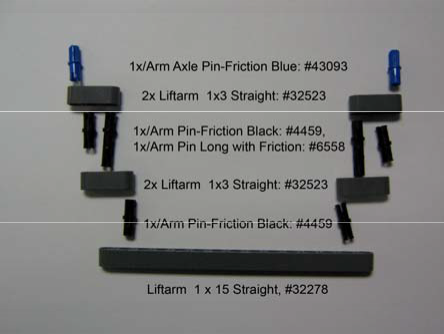 1x/Arm Axle Pin-Friction Blue: #43093
2x Liftarm  1x3 Straight: #32523
1x/Arm Pin-Friction Black: #4459,
1x/Arm Pin Long with Friction: #6558
2x Liftarm  1x3 Straight: #32523
1x/Arm Pin-Friction Black: #4459
Liftarm  1 x 15 Straight, #32278